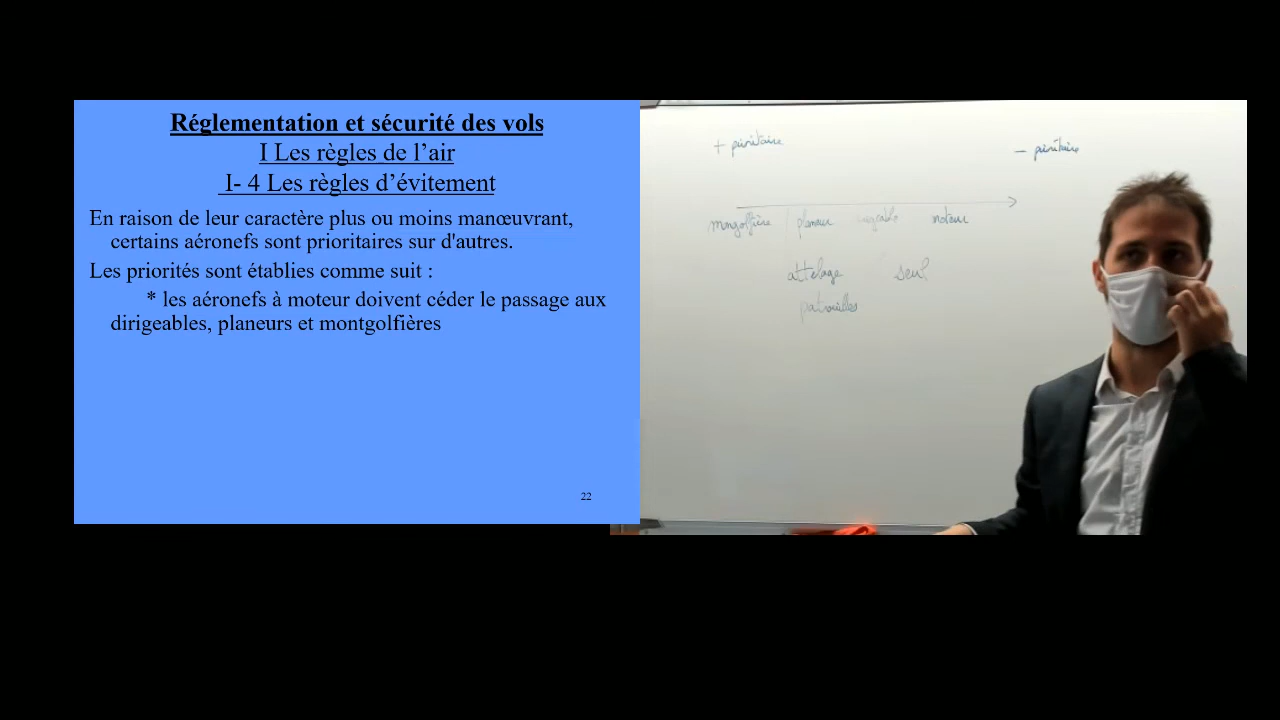 Réglementation et sécurité des vols
I Les règles de l’air
I- 4 Les règles d’évitement
En raison de leur caractère plus ou moins manœuvrant,
certains aéronefs sont prioritaires sur d'autres.
Les priorités sont établies comme suit :
* les aéronefs à moteur doivent céder le passage aux
dirigeables, planeurs et montgolfières
22
+ prioritaire
− prioritaire
mongolfière / planeur moteur
attelage seul
patrouilles